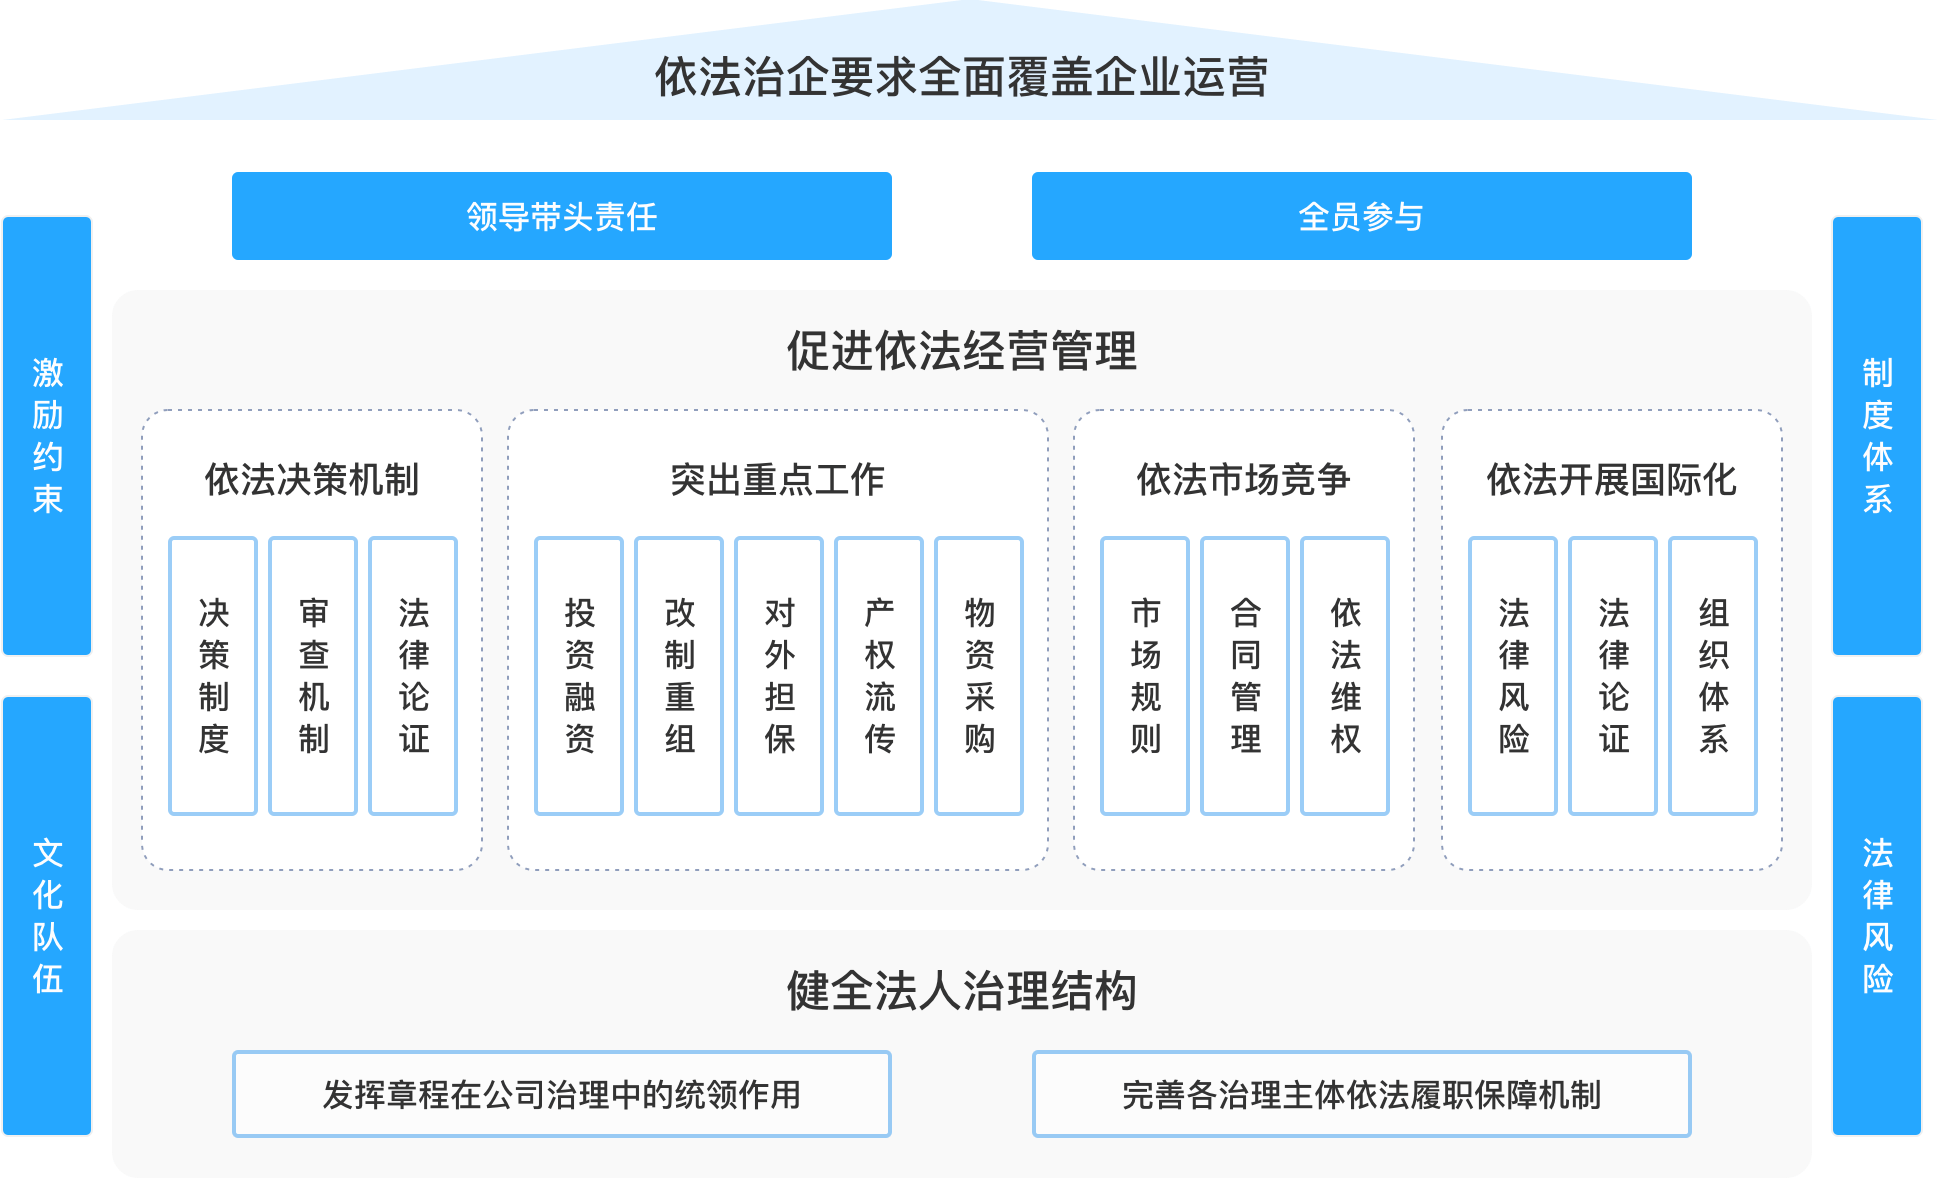 依法治企要求全面覆盖企业运营
领导带头责任
全员参与
激励约束
文化队伍
促进依法经营管理
依法决策机制
决策制度
审查机制
法律论证
突出重点工作
投资融资
改制重组
对外担保
产权流传
物资采购
依法市场竞争
市场规则
合同管理
依法维权
依法开展国际化
法律风险
法律论证
组织体系
健全法人治理结构
发挥章程在公司治理中的统领作用
完善各治理主体依法履职保障机制
制度体系
法律风险